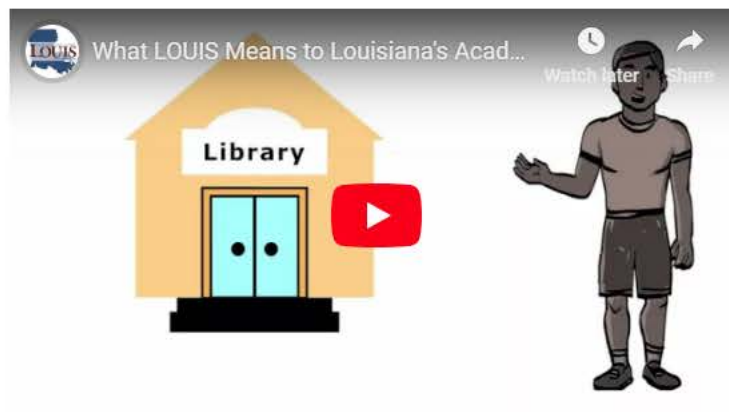 LOUIS
What LOUIS Means to Louisiana's Acad...
Watch later
Share
Library